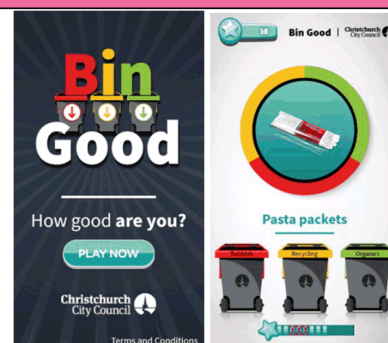 Bin
Good
How good are you?
PLAY NOW
Christchurch
City Council
Terms and Conditions
50
Bin Good | Christchurch
City Council
Pasta packets
Rubbish
Recycling
Organics